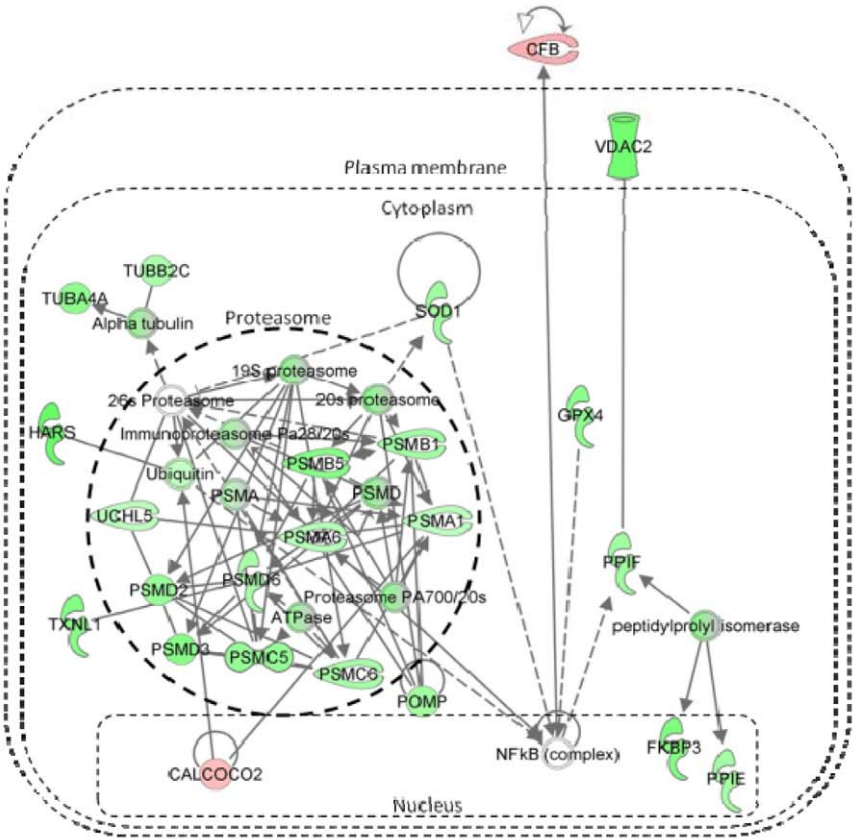 CFB
VDAC2
Plasma membrane
Cytoplasm
TUBB2C
TUBA4A
SOD1
Alpha tubulin
Proteasome
19S proteasome
26s Proteasome
20s proteasome
GPX4
HARS
Immunoproteasome Pa28/20s
PSMB1
PSMB5
Ubiquitin
PSMA
PSMD
UCHL5
PSMA1
PSMA6
PPIF
PSMD2
PSMD6
Proteasome PA700/20s
TXNL1
ATPase
peptidylprolyl isomerase
PSMD3
PSMC5
PSMC6
POMP
NFkB (complex)
FKBP3
CALCOCO2
PPIE
Nucleus